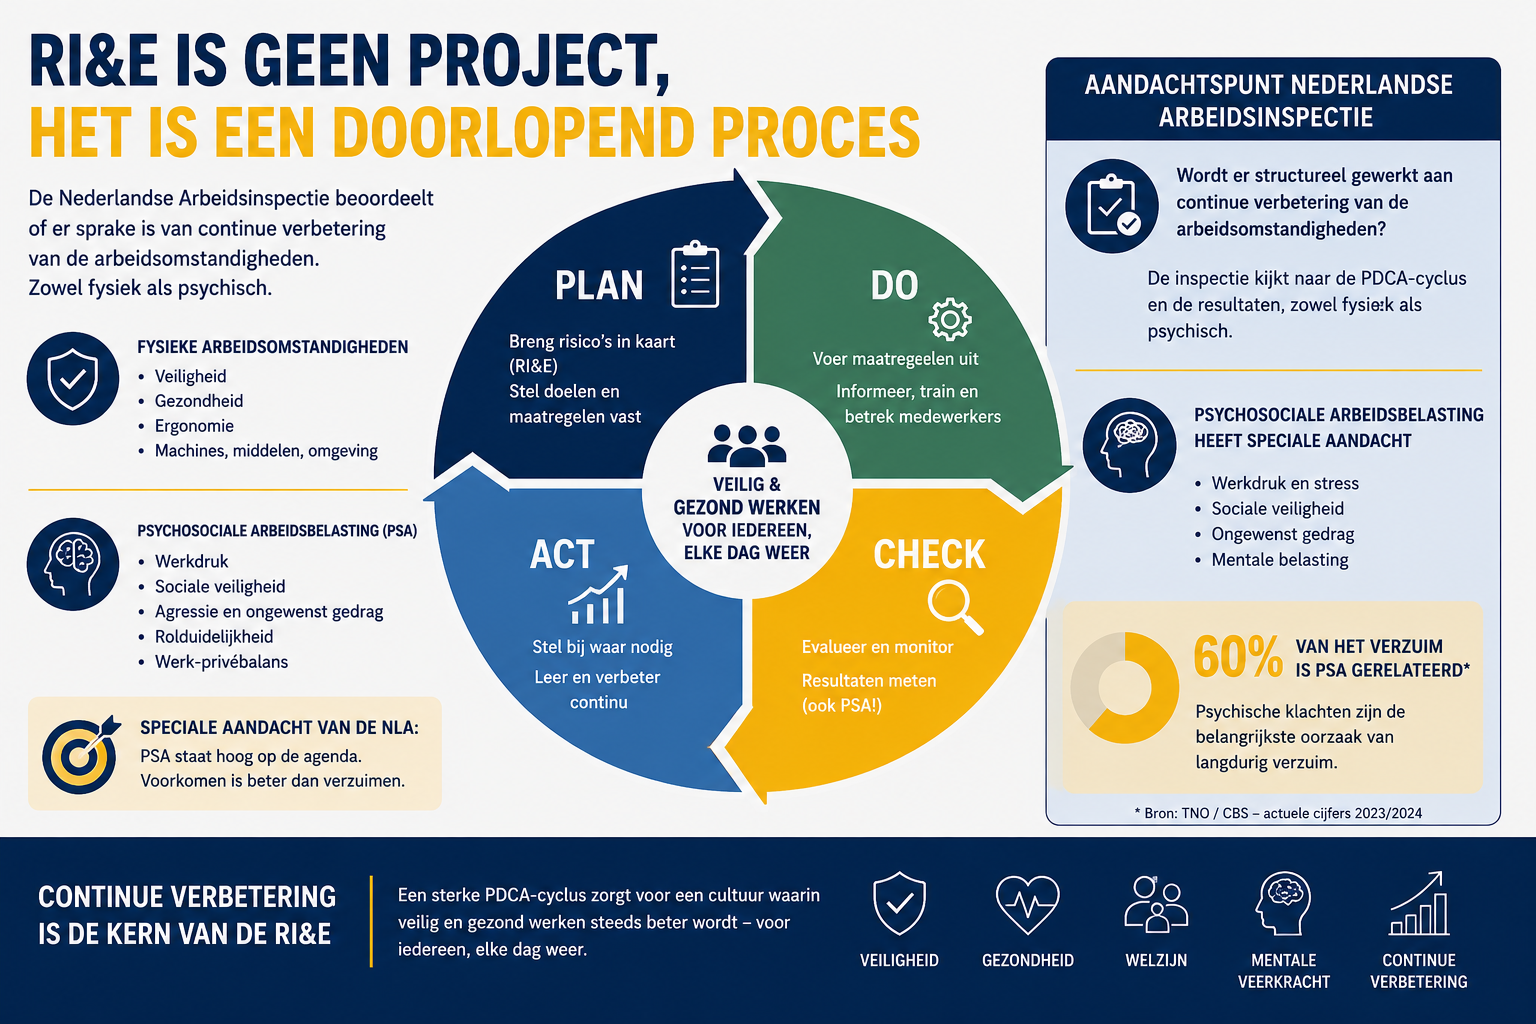 RI&E IS GEEN PROJECT,
HET IS EEN DOORLOPEND PROCES
De Nederlandse Arbeidsinspectie beoordeelt
of er sprake is van continue verbetering
van de arbeidsomstandigheden.
Zowel fysiek als psychisch.
FYSIEKE ARBEIDSOMSTANDIGHEDEN
• Veiligheid
• Gezondheid
• Ergonomie
• Machines, middelen, omgeving
PSYCHOSOCIALE ARBEIDSBELASTING (PSA)
• Werkdruk
• Sociale veiligheid
• Agressie en ongewenst gedrag
• Rolduidelijkheid
• Werk-privébalans
SPECIALE AANDACHT VAN DE NLA:
PSA staat hoog op de agenda.
Voorkomen is beter dan verzuimen.
PLAN
Breng risico's in kaart
(RI&E)
Stel doelen en
maatregelen vast
DO
Voer maatregeelen uit
Informeer, train en
betrek medewerkers
VEILIG &
GEZOND WERKEN
VOOR IEDEREEN,
ELKE DAG WEER
ACT
Stel bij waar nodig
Leer en verbeter
continu
CHECK
Evalueer en monitor
Resultaten meten
(ook PSA!)
AANDACHTSPUNT NEDERLANDSE
ARBEIDSINSPECTIE
Wordt er structureel gewerkt aan
continue verbetering van de
arbeidsomstandigheden?
De inspectie kijkt naar de PDCA-cyclus
en de resultaten, zowel fysiek als
psychisch.
PSYCHOSOCIALE ARBEIDSBELASTING
HEEFT SPECIALE AANDACHT
• Werkdruk en stress
• Sociale veiligheid
• Ongewenst gedrag
• Mentale belasting
60% VAN HET VERZUIM
IS PSA GERELATEERD*
Psychische klachten zijn de
belangrijkste oorzaak van
langdurig verzuim.
* Bron: TNO / CBS – actuele cijfers 2023/2024
CONTINUE VERBETERING
IS DE KERN VAN DE RI&E
Een sterke PDCA-cyclus zorgt voor een cultuur waarin
veilig en gezond werken steeds beter wordt – voor
iedereen, elke dag weer.
VEILIGHEID
GEZONDHEID
WELZIJN
MENTALE
VEERKRACHT
CONTINUE
VERBETERING